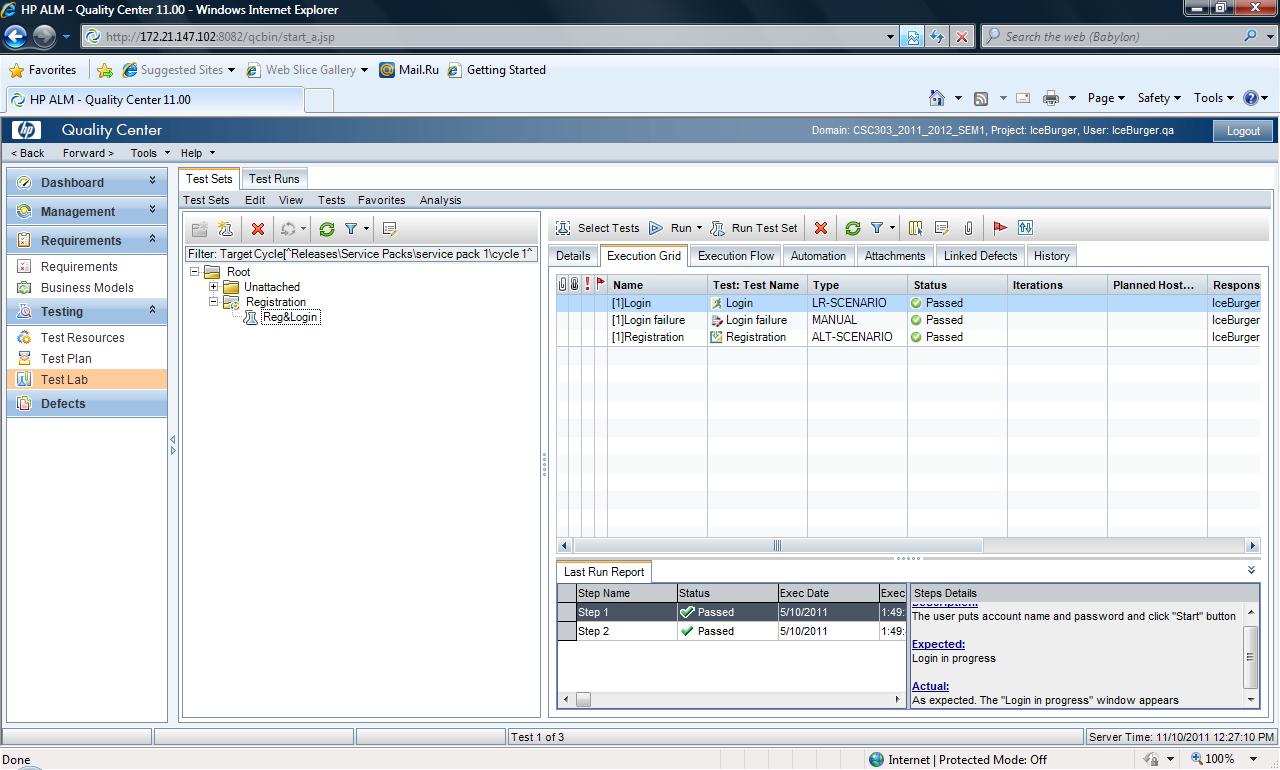 HP ALM - Quality Center 11.00 - Windows Internet Explorer
http://172.21.147.102:8082/qcbin/start_a.jsp
Search the web (Babylon)
Favorites Suggested Sites Web Slice Gallery Mail.Ru Getting Started
HP ALM - Quality Center 11.00
Page Safety Tools
hp Quality Center
Domain: CSC303_2011_2012_SEM1, Project: IceBurger, User: IceBurger.qa
Logout
< Back Forward > Tools Help
Dashboard
Management
Requirements
Requirements
Business Models
Testing
Test Resources
Test Plan
Test Lab
Defects
Test Sets Test Runs
Test Sets Edit View Tests Favorites Analysis
Filter: Target Cycle[^Releases\Service Packs\service pack 1\cycle 1^
Root
Unattached
Registration
Reg&Login
Select Tests Run Run Test Set
Details Execution Grid Execution Flow Automation Attachments Linked Defects History
Name Test: Test Name Type Status Iterations Planned Host... Respons
[1]Login Login LR-SCENARIO Passed IceBurger
[1]Login failure Login failure MANUAL Passed IceBurger
[1]Registration Registration ALT-SCENARIO Passed IceBurger
Last Run Report
Step Name Status Exec Date Exec
Step 1 Passed 5/10/2011 1:49:
Step 2 Passed 5/10/2011 1:49:
Steps Details
Description:
The user puts account name and password and click "Start" button
Expected:
Login in progress
Actual:
As expected. The "Login in progress" window appears
Test 1 of 3
Server Time: 11/10/2011 12:27:10 PM
Done
Internet | Protected Mode: Off
100%